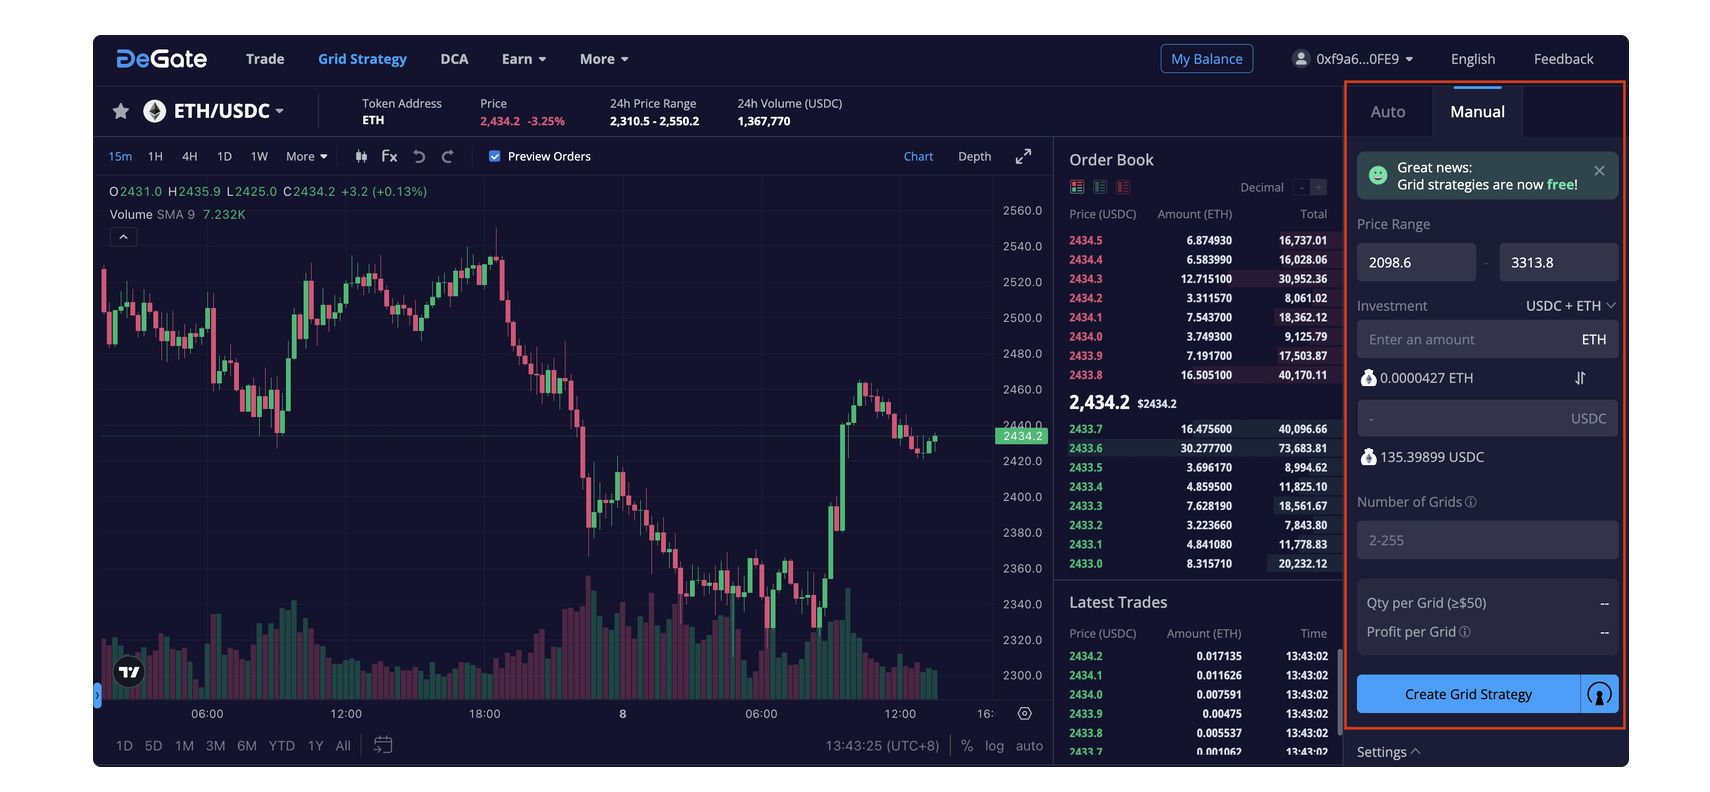 DeGate Trade Grid Strategy DCA Earn More My Balance 0xf9a6...0FE9 English Feedback
ETH/USDC
Token Address Price 24h Price Range 24h Volume (USDC)
ETH 2,434.2 -3.25% 2,310.5 - 2,550.2 1,367,770
15m 1H 4H 1D 1W More Fx Preview Orders Chart Depth
O2431.0 H2435.9 L2425.0 C2434.2 +3.2 (+0.13%)
Volume SMA 9 7.232K
2560.0
2540.0
2520.0
2500.0
2480.0
2460.0
2440.0
2434.2
2420.0
2400.0
2380.0
2360.0
2340.0
2320.0
2300.0
06:00 12:00 18:00 8 06:00 12:00 16:
1D 5D 1M 3M 6M YTD 1Y All 13:43:25 (UTC+8) % log auto
Order Book
Decimal - +
Price (USDC) Amount (ETH) Total
2434.5 6.874930 16,737.01
2434.4 6.583990 16,028.06
2434.3 12.715100 30,952.36
2434.2 3.311570 8,061.02
2434.1 7.543700 18,362.12
2434.0 3.749300 9,125.79
2433.9 7.191700 17,503.87
2433.8 16.505100 40,170.11
2,434.2 $2434.2
2433.7 16.475600 40,096.66
2433.6 30.277700 73,683.81
2433.5 3.696170 8,994.62
2433.4 4.859500 11,825.10
2433.3 7.628190 18,561.67
2433.2 3.223660 7,843.80
2433.1 4.841080 11,778.83
2433.0 8.315710 20,232.12
Latest Trades
Price (USDC) Amount (ETH) Time
2434.2 0.017135 13:43:02
2434.1 0.011626 13:43:02
2434.0 0.007591 13:43:02
2433.9 0.00475 13:43:02
2433.8 0.005537 13:43:02
2433.7 0.001062 13:43:02
Auto Manual
Great news:
Grid strategies are now free!
Price Range
2098.6 - 3313.8
Investment USDC + ETH
Enter an amount ETH
0.0000427 ETH
- USDC
135.39899 USDC
Number of Grids
2-255
Qty per Grid (≥$50) --
Profit per Grid --
Create Grid Strategy
Settings